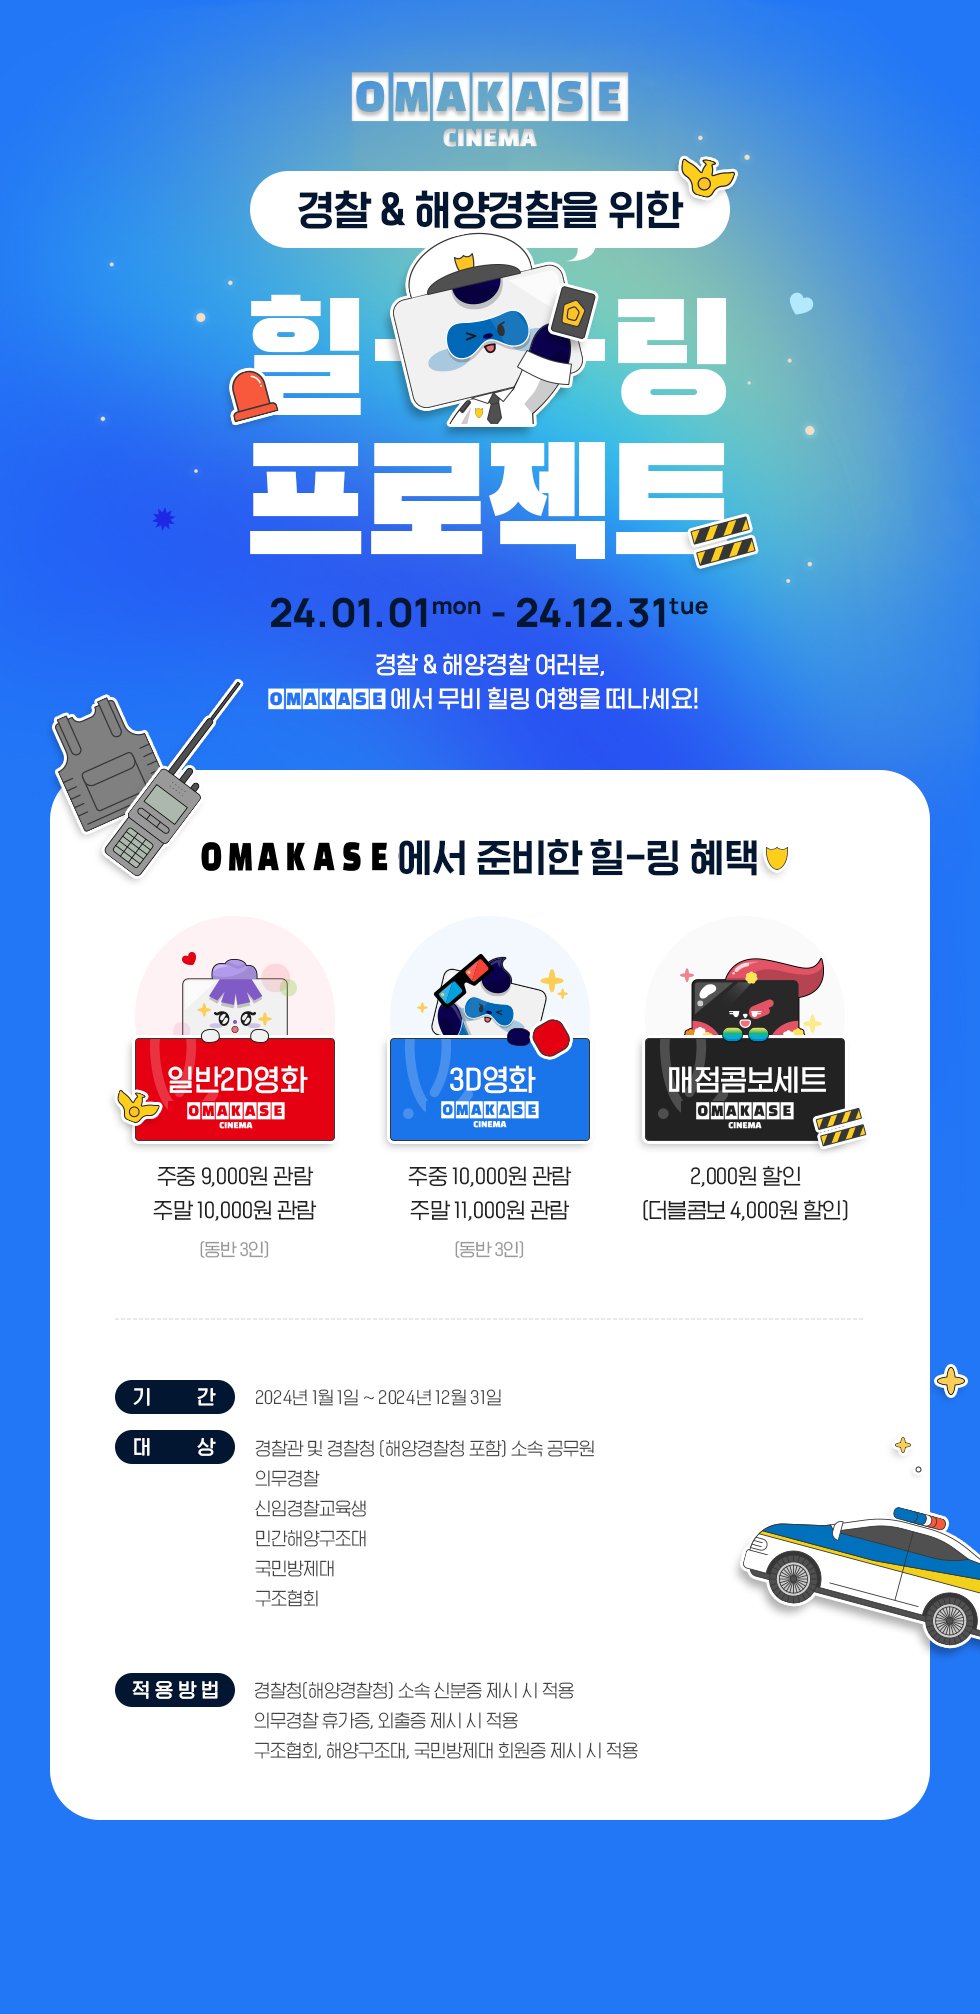 OMAKASE
CINEMA
경찰 & 해양경찰을 위한
힐-링
프로젝트
24.01.01mon - 24.12.31tue
경찰 & 해양경찰 여러분,
OMAKASE 에서 무비 힐링 여행을 떠나세요!
OMAKASE 에서 준비한 힐-링 혜택
일반2D영화
OMAKASE
CINEMA
주중 9,000원 관람
주말 10,000원 관람
(동반 3인)
3D영화
OMAKASE
CINEMA
주중 10,000원 관람
주말 11,000원 관람
(동반 3인)
매점콤보세트
OMAKASE
CINEMA
2,000원 할인
(더블콤보 4,000원 할인)
기 간 2024년 1월 1일 ~ 2024년 12월 31일
대 상 경찰관 및 경찰청 (해양경찰청 포함) 소속 공무원
의무경찰
신임경찰교육생
민간해양구조대
국민방제대
구조협회
적용방법 경찰청(해양경찰청) 소속 신분증 제시 시 적용
의무경찰 휴가증, 외출증 제시 시 적용
구조협회, 해양구조대, 국민방제대 회원증 제시 시 적용